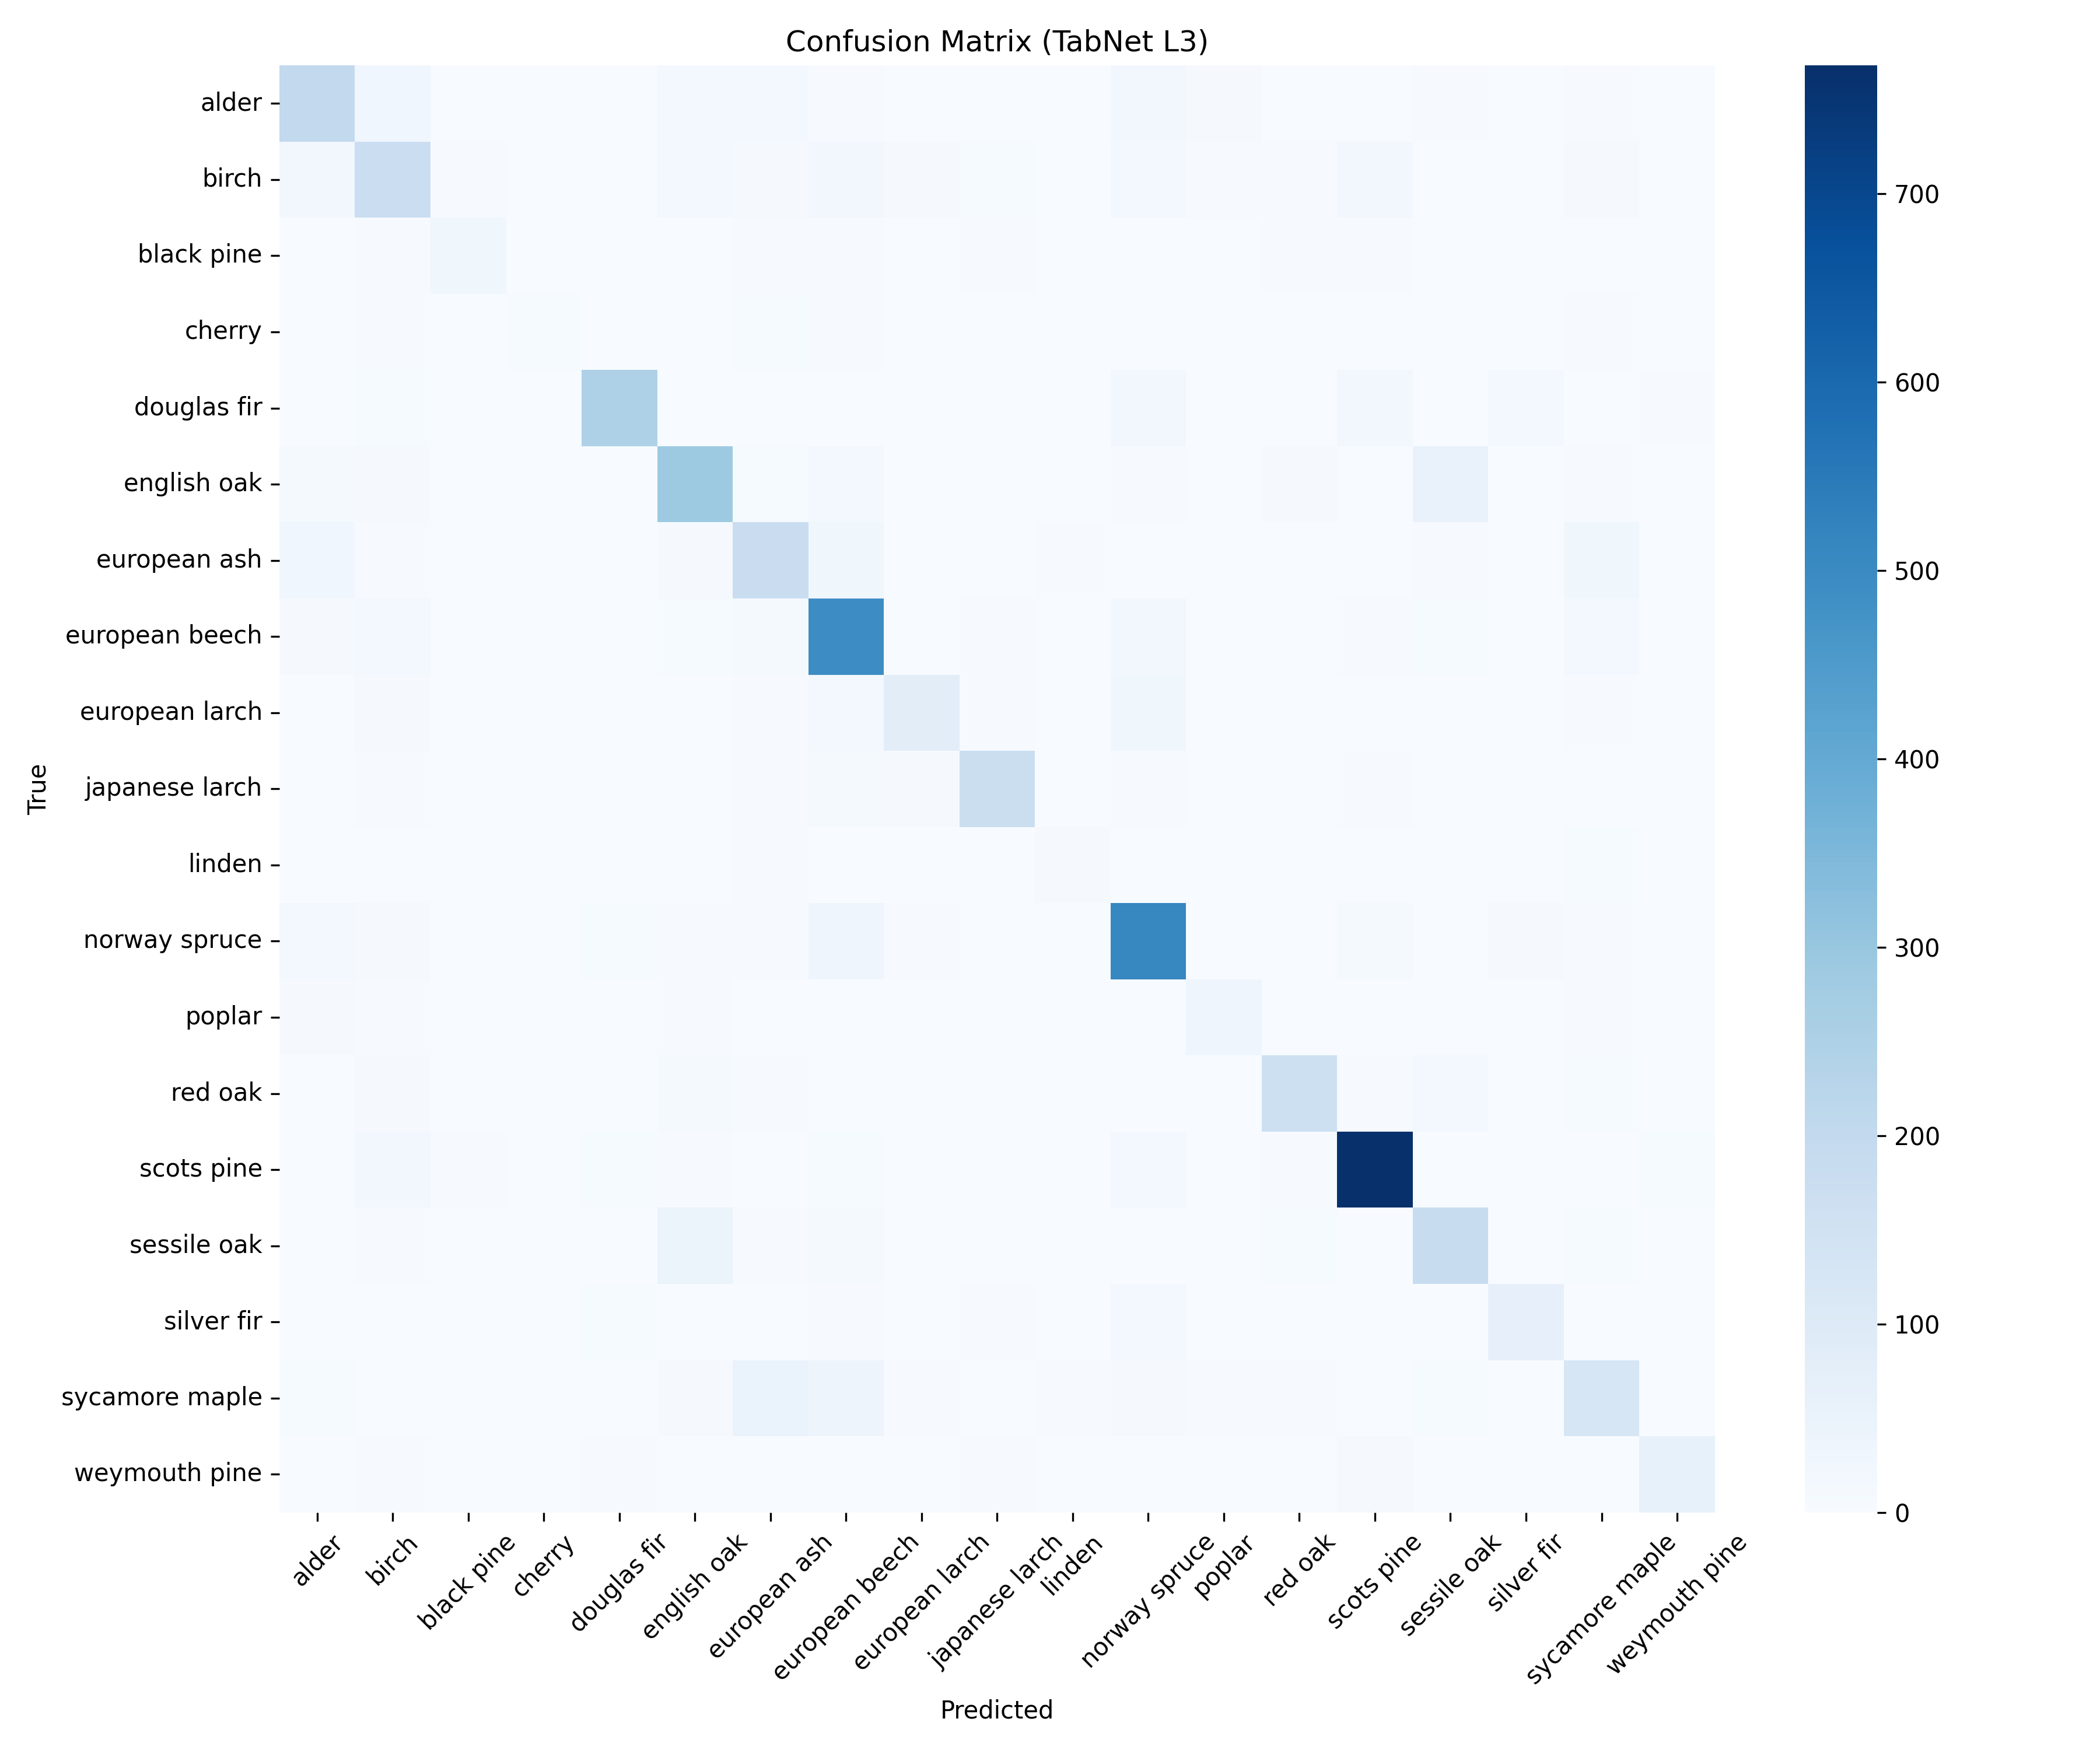 Confusion Matrix (TabNet L3)
True
alder
birch
black pine
cherry
douglas fir
english oak
european ash
european beech
european larch
japanese larch
linden
norway spruce
poplar
red oak
scots pine
sessile oak
silver fir
sycamore maple
weymouth pine
alder
birch
black pine
cherry
douglas fir
english oak
european ash
european beech
european larch
japanese larch
linden
norway spruce
poplar
red oak
scots pine
sessile oak
silver fir
sycamore maple
weymouth pine
Predicted
700
600
500
400
300
200
100
0